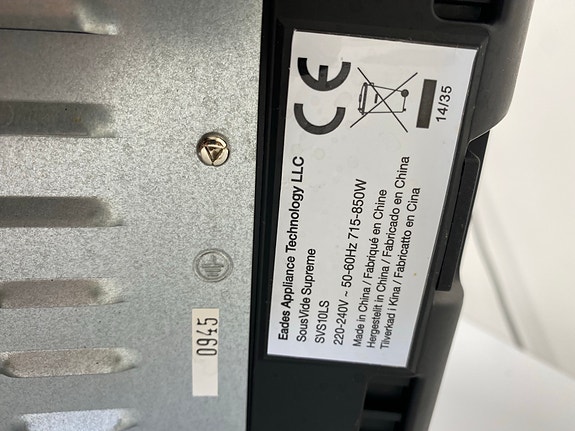 CE
14/35
Eades Appliance Technology LLC
SousVide Supreme
SVS10LS
220-240V ~ 50-60Hz 715-850W
Made in China / Fabriqué en Chine
Hergestellt in China / Fabricado en China
Tilverkad i Kina / Fabricatto en Cina
0945